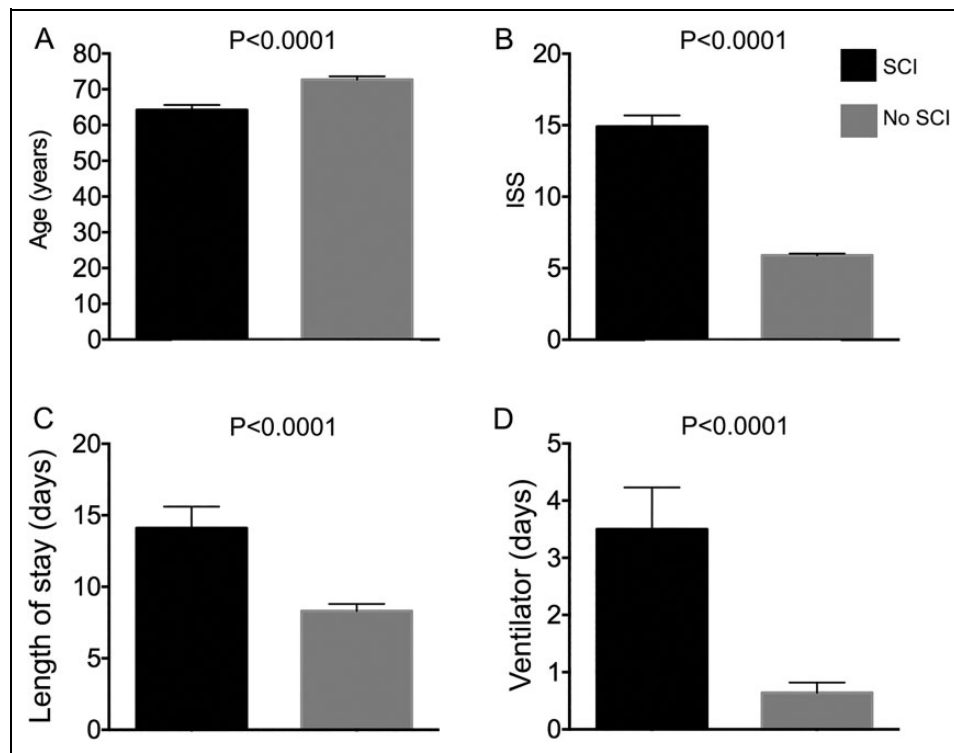 A
P<0.0001
Age (years)
80
70
60
50
40
30
20
10
0
B
P<0.0001
ISS
20
15
10
5
0
SCI
No SCI
C
P<0.0001
Length of stay (days)
20
15
10
5
0
D
P<0.0001
Ventilator (days)
5
4
3
2
1
0